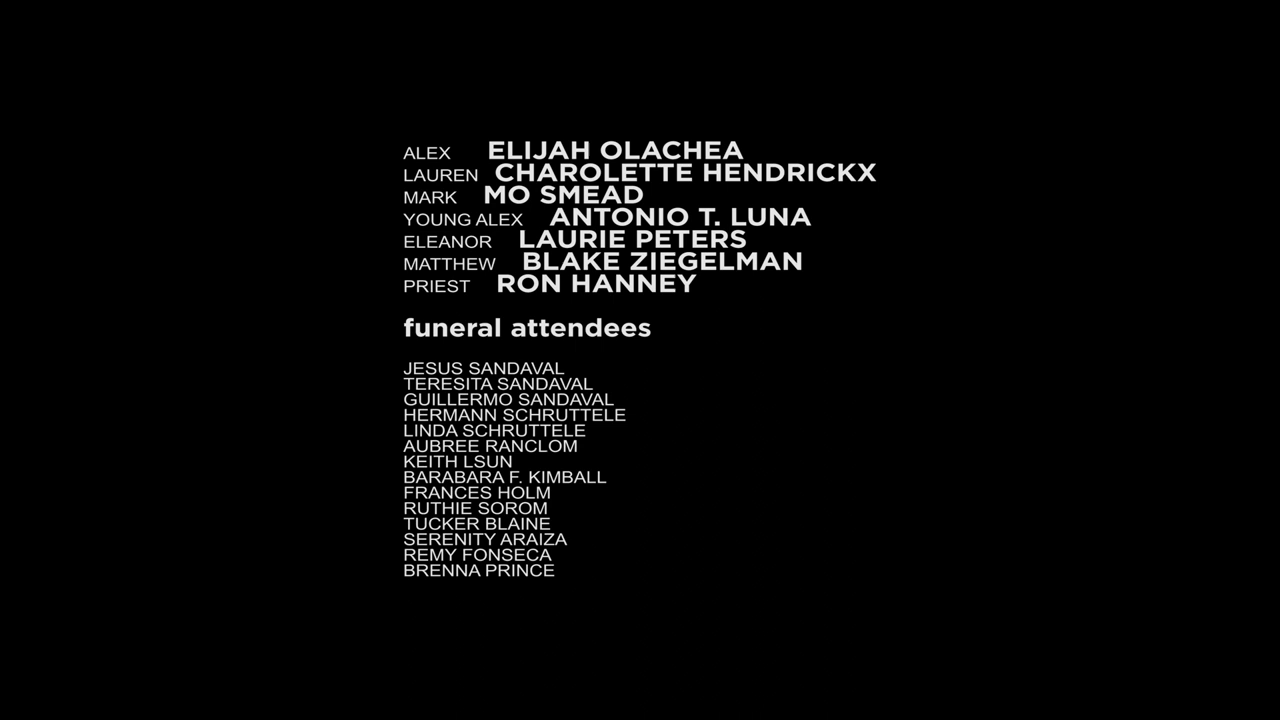 ALEX ELIJAH OLACHEA
LAUREN CHAROLETTE HENDRICKX
MARK MO SMEAD
YOUNG ALEX ANTONIO T. LUNA
ELEANOR LAURIE PETERS
MATTHEW BLAKE ZIEGELMAN
PRIEST RON HANNEY
funeral attendees
JESUS SANDAVAL
TERESITA SANDAVAL
GUILLERMO SANDAVAL
HERMANN SCHRUTTELE
LINDA SCHRUTTELE
AUBREE RANCLOM
KEITH LSUN
BARABARA F. KIMBALL
FRANCES HOLM
RUTHIE SOROM
TUCKER BLAINE
SERENITY ARAIZA
REMY FONSECA
BRENNA PRINCE